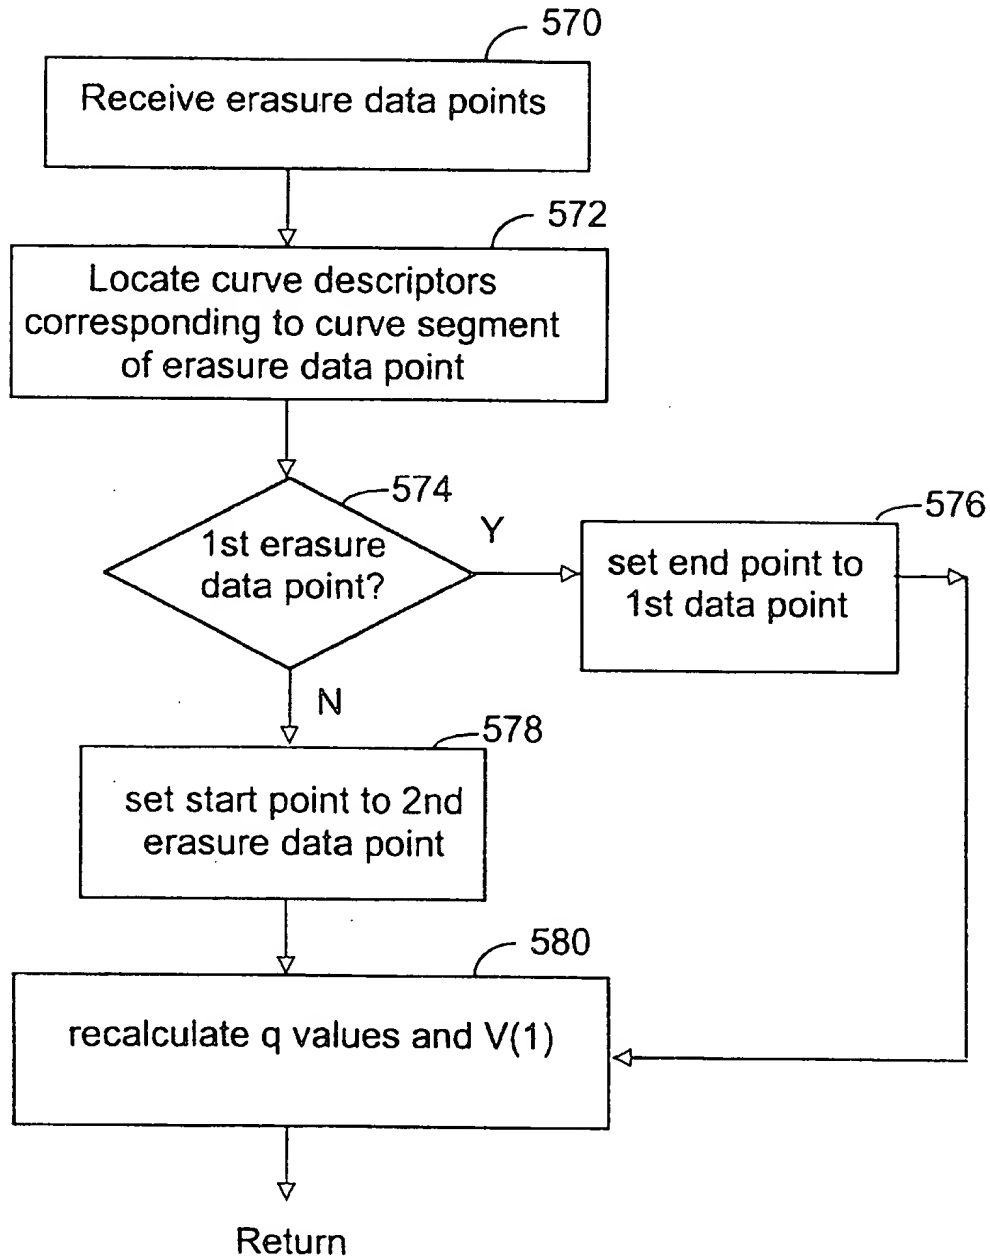 570
Receive erasure data points
572
Locate curve descriptors
corresponding to curve segment
of erasure data point
574
1st erasure
data point?
Y
576
set end point to
1st data point
N
578
set start point to 2nd
erasure data point
580
recalculate q values and V(1)
Return